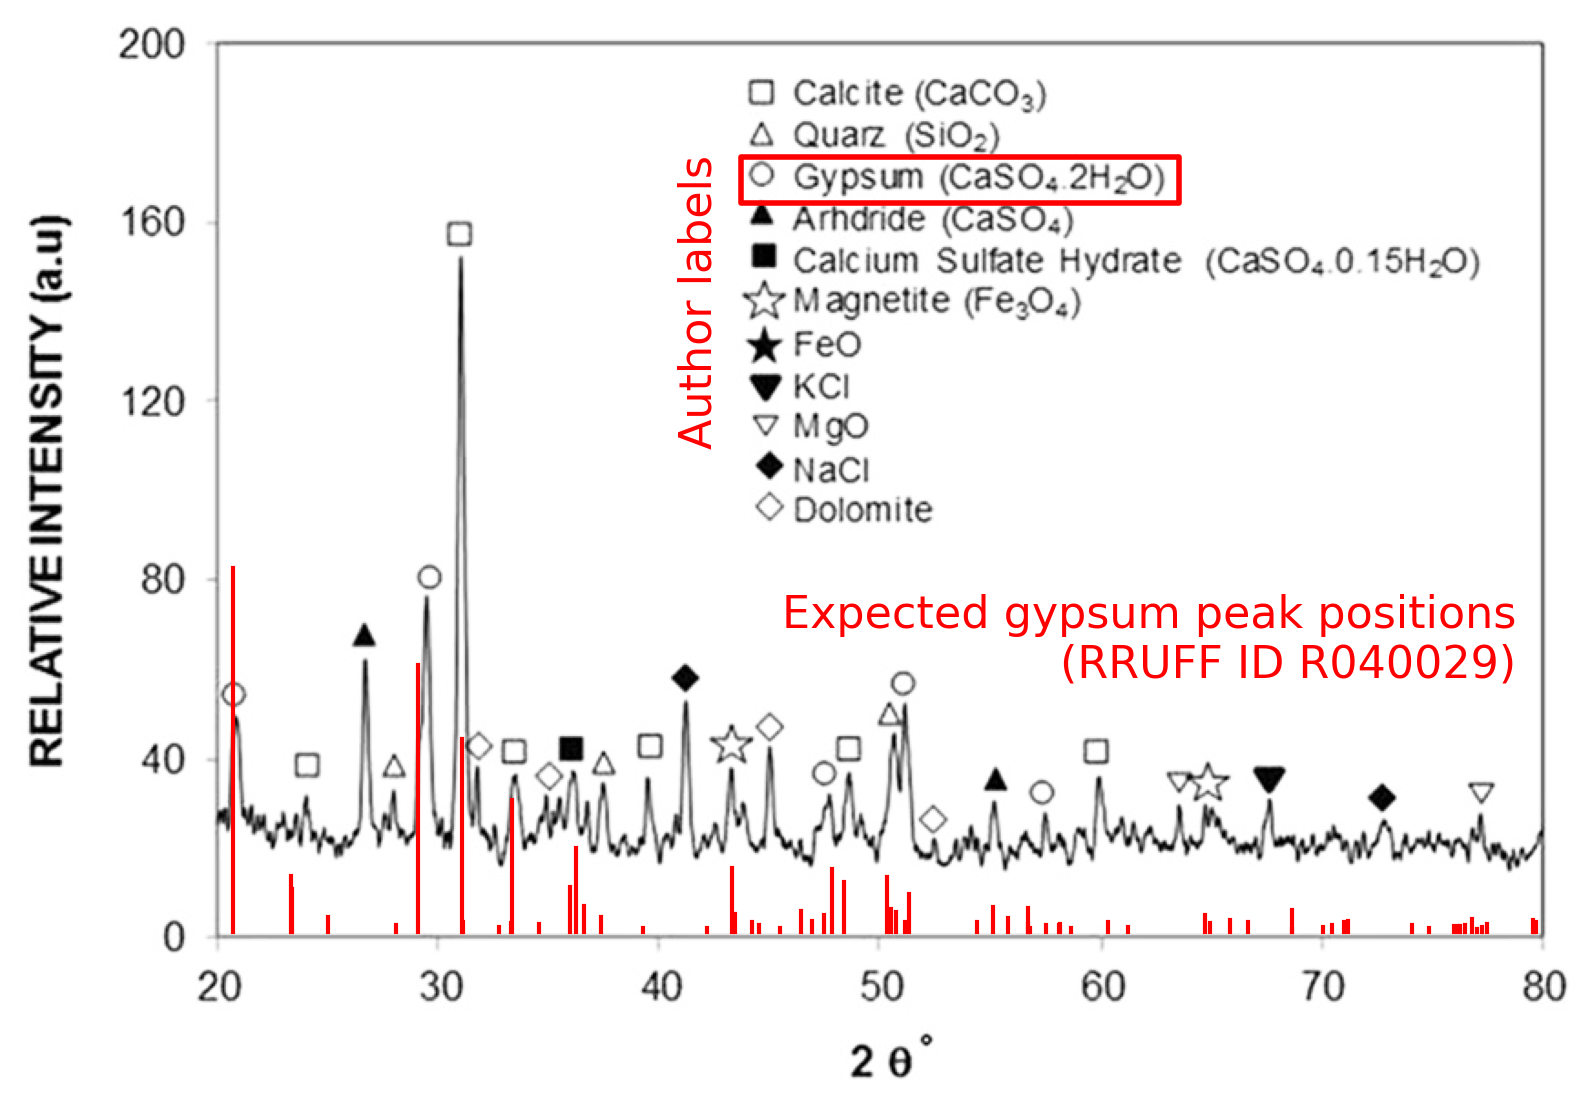 200
160
120
80
40
0
RELATIVE INTENSITY (a.u)
Author labels
Calcite (CaCO₃)
Quarz (SiO₂)
Gypsum (CaSO₄.2H₂O)
Arhdride (CaSO₄)
Calcium Sulfate Hydrate (CaSO₄.0.15H₂O)
Magnetite (Fe₃O₄)
FeO
KCl
MgO
NaCl
Dolomite
Expected gypsum peak positions
(RRUFF ID R040029)
20 30 40 50 60 70 80
2 θ°